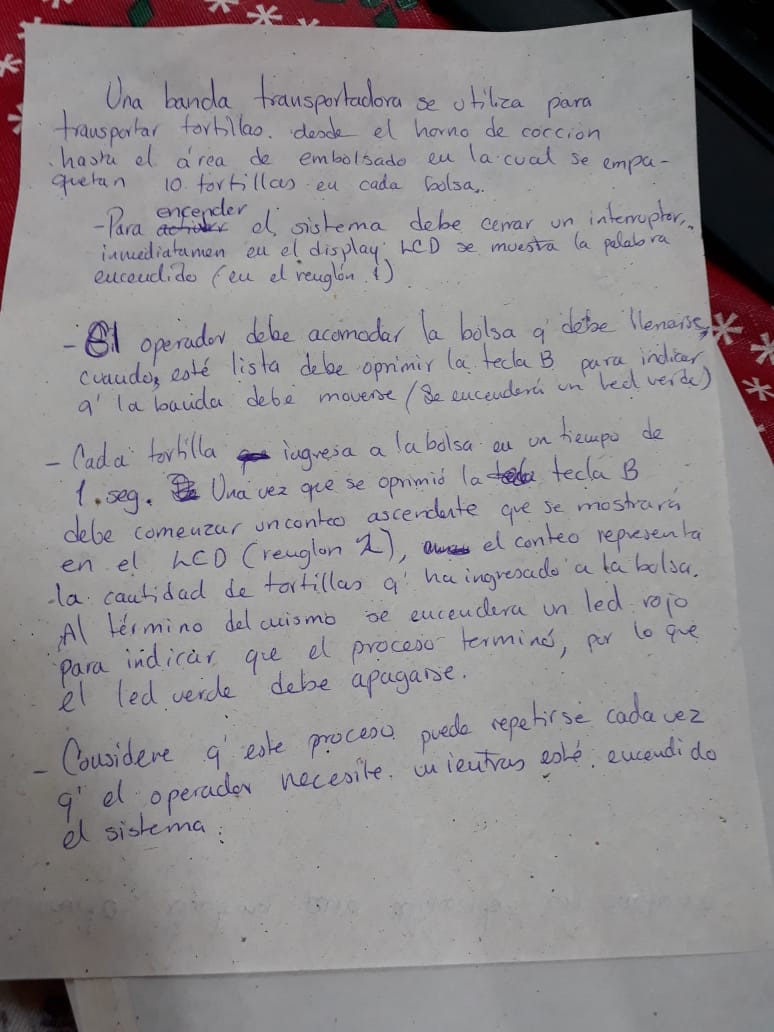 Una banda transportadora se utiliza para
transportar tortillas. desde el horno de cocción
hasta el área de embolsado en la cual se empa-
quetan 10 tortillas en cada bolsa.
-Para encender el sistema debe cerrar un interruptor,
inmediatamen en el display LCD se muesta la palabra
encendido (en el renglón 1)
- El operador debe acomodar la bolsa q' debe llenarse,
cuando esté lista debe oprimir la tecla B para indicar
q' la banda debe moverse (Se encenderá un led verde)
- Cada tortilla ingresa a la bolsa en un tiempo de
1. seg. Una vez que se oprimió la tecla B
debe comenzar un conteo ascendente que se mostrará
en el LCD (renglon 2), el conteo representa
la cantidad de tortillas q' ha ingresado a la bolsa.
Al término del mismo se encendera un led rojo
para indicar que el proceso terminó, por lo que
el led verde debe apagarse.
- Considere q' este proceso puede repetirse cada vez
q' el operador necesite. mientras esté encendido
el sistema.